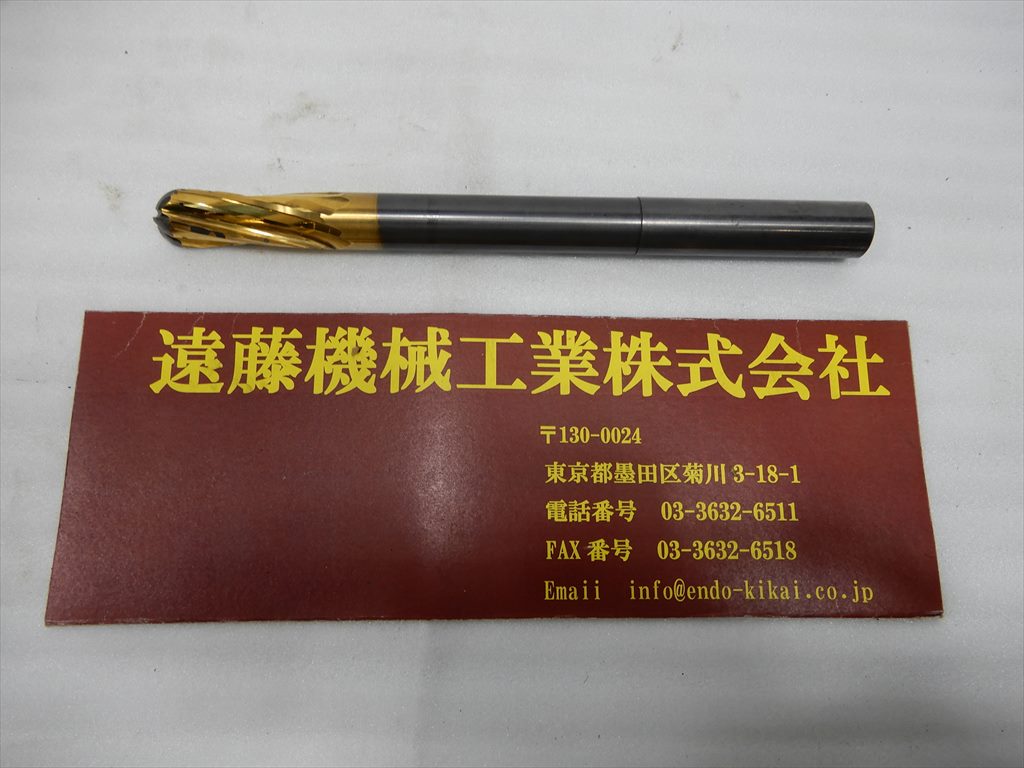 遠藤機械工業株式会社
〒130-0024
東京都墨田区菊川 3-18-1
電話番号 03-3632-6511
FAX 番号 03-3632-6518
Emaii info@endo-kikai.co.jp